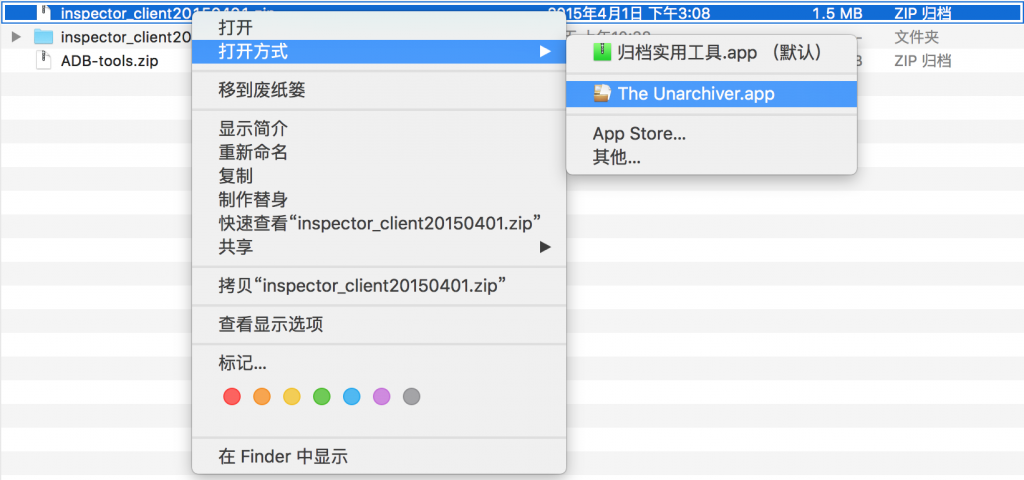 inspector_client20150401.zip 2015年4月1日 下午3:08 1.5 MB ZIP 归档
inspector_client20 文件夹
ADB-tools.zip ZIP 归档
打开
打开方式
移到废纸篓
显示简介
重新命名
复制
制作替身
快速查看“inspector_client20150401.zip”
共享
拷贝“inspector_client20150401.zip”
查看显示选项
标记...
在 Finder 中显示
归档实用工具.app （默认）
The Unarchiver.app
App Store...
其他...